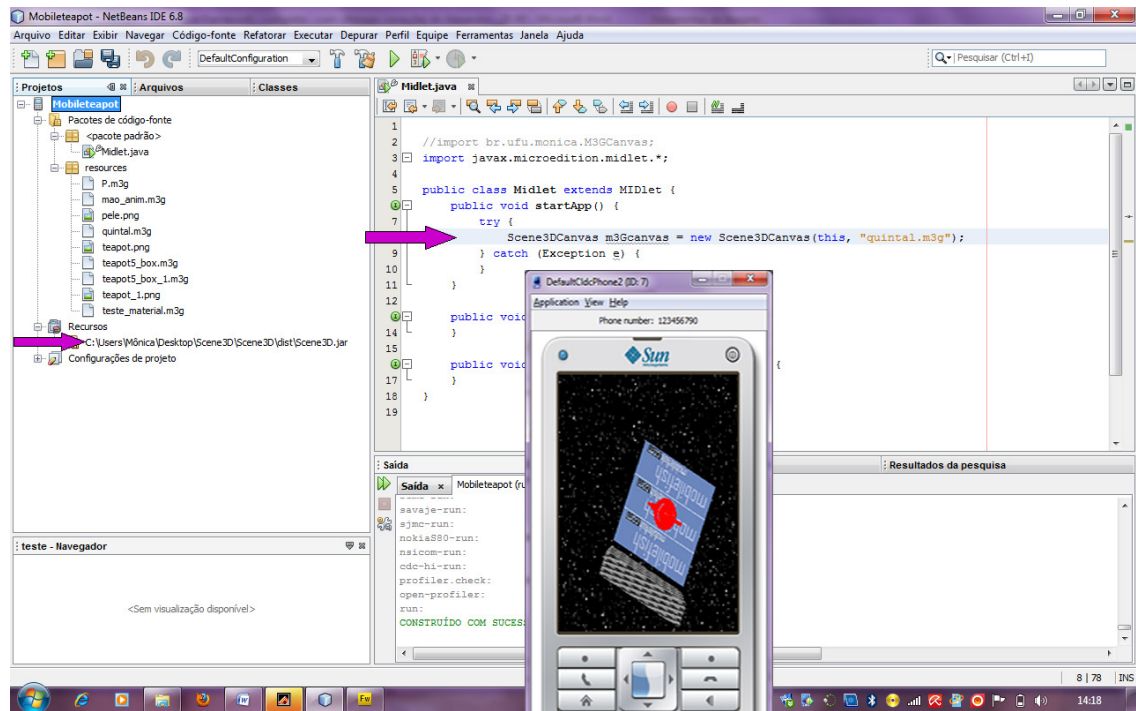 Mobileteapot - NetBeans IDE 6.8
Arquivo Editar Exibir Navegar Código-fonte Refatorar Executar Depurar Perfil Equipe Ferramentas Janela Ajuda
DefaultConfiguration
Pesquisar (Ctrl+I)
Projetos
Arquivos
Classes
Mobileteapot
Pacotes de código-fonte
<pacote padrão>
Midlet.java
resources
P.m3g
mao_anim.m3g
pele.png
quintal.m3g
teapot.png
teapot5_box.m3g
teapot5_box_1.m3g
teapot_1.png
teste_material.m3g
Recursos
C:\Users\Mônica\Desktop\Scene3D\Scene3D\dist\Scene3D.jar
Configurações de projeto
teste - Navegador
<Sem visualização disponível>
Midlet.java
1
2 //import br.ufu.monica.M3GCanvas;
3 import javax.microedition.midlet.*;
4
5 public class Midlet extends MIDlet {
public void startApp() {
7 try {
Scene3DCanvas m3Gcanvas = new Scene3DCanvas(this, "quintal.m3g");
9 } catch (Exception e) {
10 }
11 }
12
public void
14 }
15
public void {
17 }
18 }
19
DefaultCldcPhone2 (ID: 7)
Application View Help
Phone number: 123456790
Sun
microsystems
mobilefish
mobilefish
Saída
Resultados da pesquisa
Saída x Mobileteapot (ru
savaje-run:
sjmc-run:
nokiaS80-run:
nsicom-run:
cdc-hi-run:
profiler.check:
open-profiler:
run:
CONSTRUÍDO COM SUCES
8 | 78 INS
W
Fw
14:18